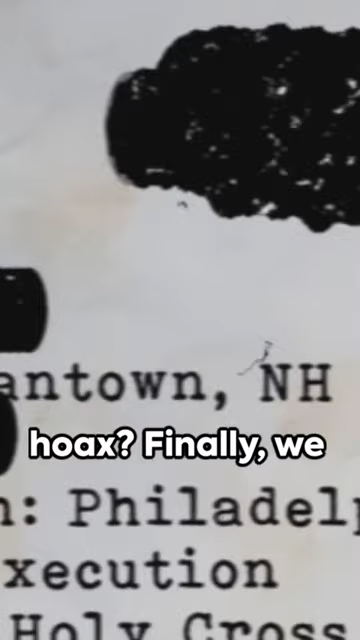 antown, NH
hoax? Finally, we
n: Philadelp
xecution
Holy Cross